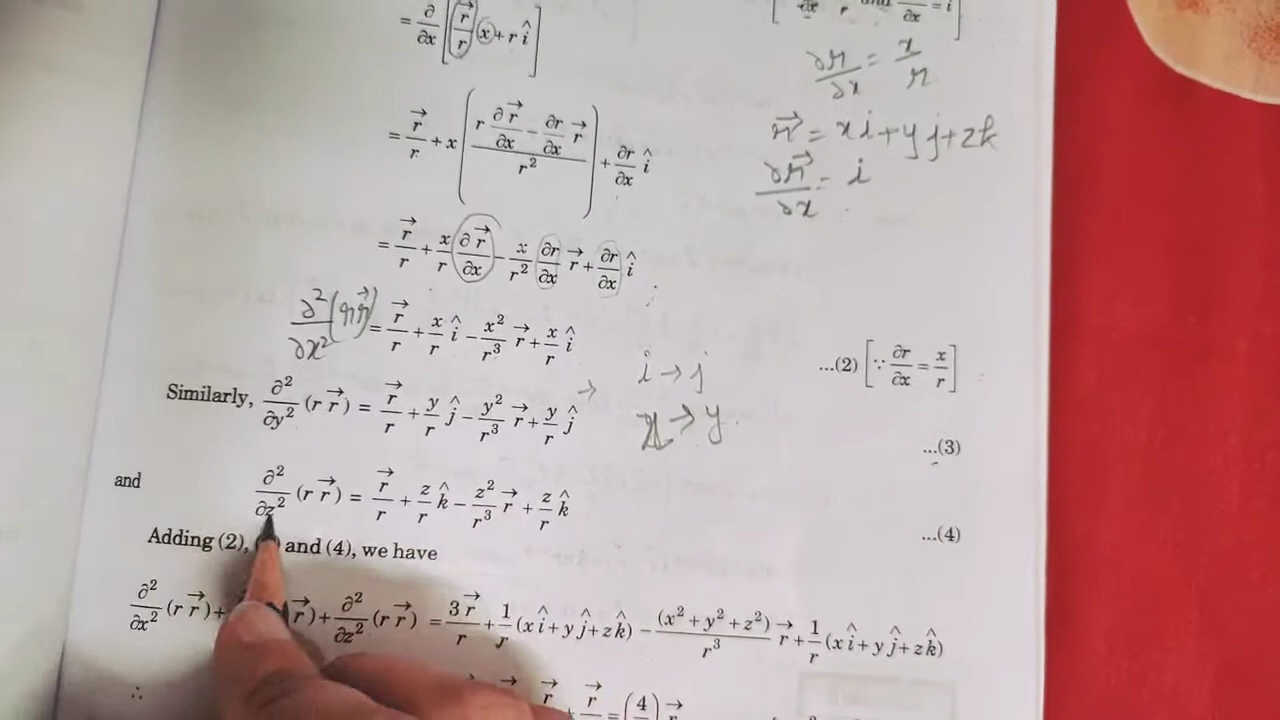 = ∂/∂x [ r⃗/r (x) + r î ]
∂x r and ∂x = i ]
∂r/∂x = x/r
= r⃗/r + x ( (r ∂r⃗/∂x − ∂r/∂x r⃗) / r² ) + ∂r/∂x î
r⃗ = xi + yj + zk
∂r⃗/∂x = i
= r⃗/r + x/r ∂r⃗/∂x − x/r² ∂r/∂x r⃗ + ∂r/∂x î
∂²/∂x² (r r⃗) = r⃗/r + x/r î − x²/r³ r⃗ + x/r î ...(2) [∵ ∂r/∂x = x/r]
i → j
Similarly, ∂²/∂y² (r r⃗) = r⃗/r + y/r ĵ − y²/r³ r⃗ + y/r ĵ → ...(3)
x → y
and ∂²/∂z² (r r⃗) = r⃗/r + z/r k̂ − z²/r³ r⃗ + z/r k̂ ...(4)
Adding (2), and (4), we have
∂²/∂x² (r r⃗) + r⃗) + ∂²/∂z² (r r⃗) = 3r⃗/r + 1/r (x î + y ĵ + z k̂) − (x² + y² + z²)/r³ r⃗ + 1/r (x î + y ĵ + z k̂)
∴ r⃗ + r⃗ = (4 r⃗